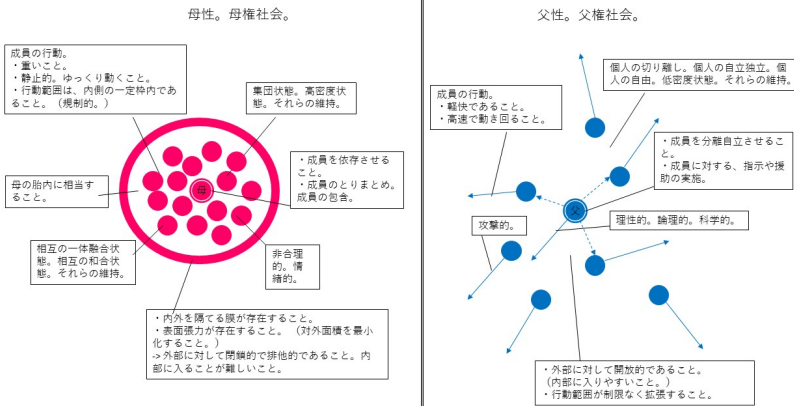 母性。母権社会。
成員の行動。
・重いこと。
・静止的。ゆっくり動くこと。
・行動範囲は、内側の一定枠内であ
ること。（規制的。）
集団状態。高密度状
態。それらの維持。
母の胎内に相当す
ること。
母
・成員を依存させる
こと。
・成員のとりまとめ。
成員の包含。
相互の一体融合状
態。相互の和合状
態。それらの維持。
非合理
的。情
緒的。
・内外を隔てる膜が存在すること。
・表面張力が存在すること。（対外面積を最小
化すること。）
-> 外部に対して閉鎖的で排他的であること。内
部に入ることが難しいこと。
父性。父権社会。
個人の切り離し。個人の自立独立。個
人の自由。低密度状態。それらの維持。
成員の行動。
・軽快であること。
・高速で動き回ること。
・成員を分離自立させるこ
と。
・成員に対する、指示や援
助の実施。
父
攻撃的。
理性的。論理的。科学的。
・外部に対して開放的であること。
（内部に入りやすいこと。）
・行動範囲が制限なく拡張すること。